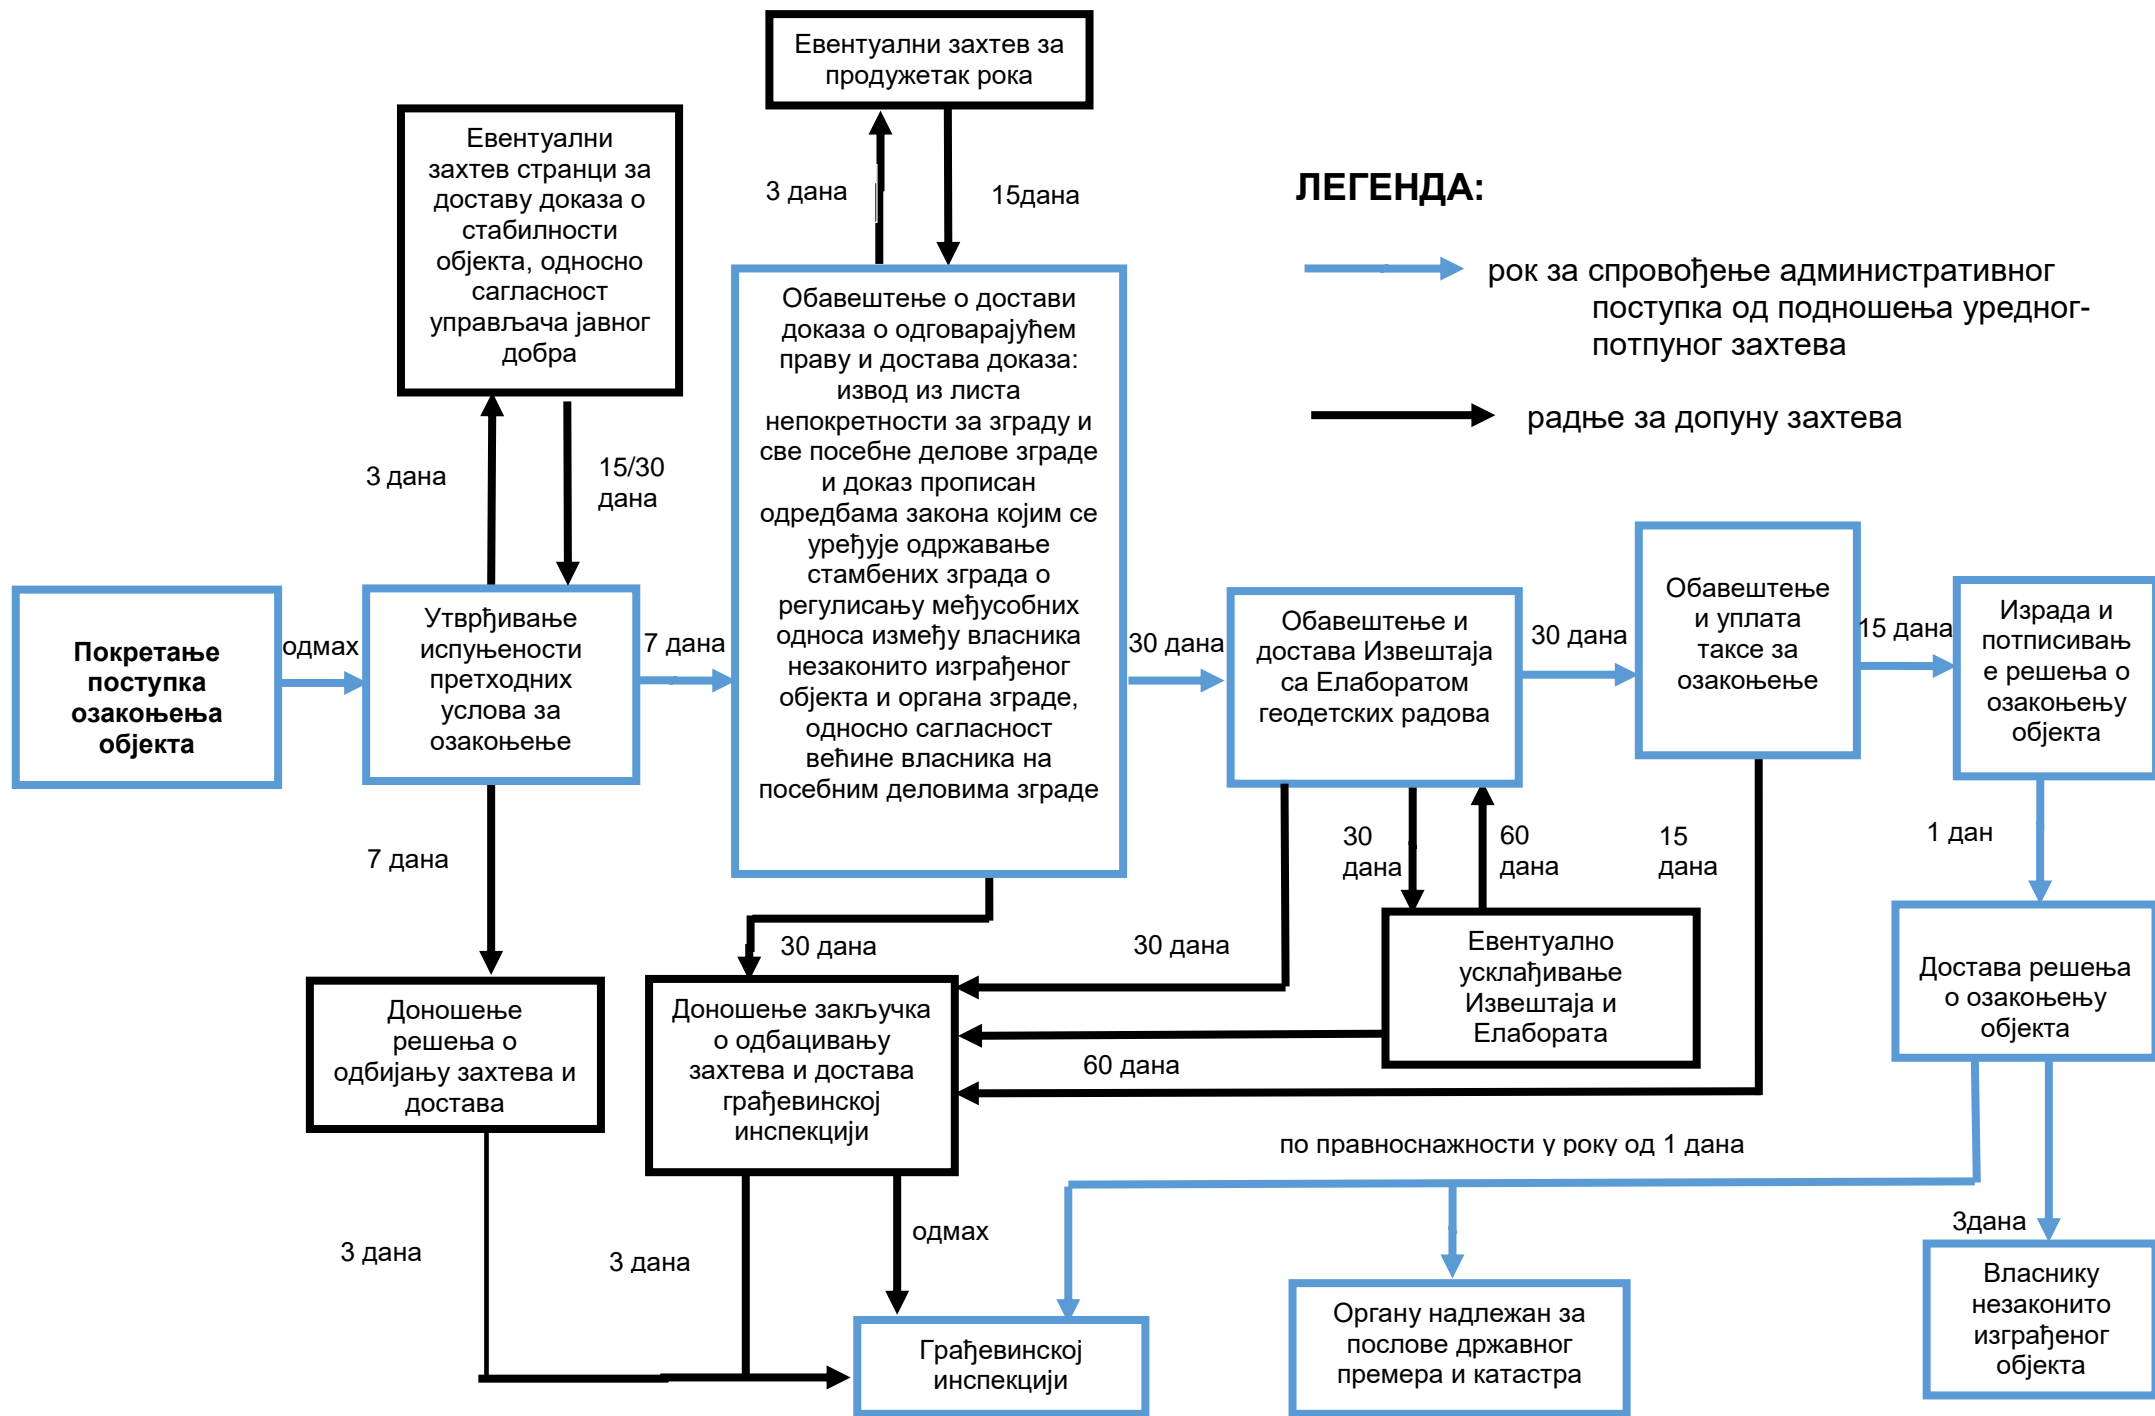 Евентуални захтев за
продужетак рока
Евентуални
захтев странци за
доставу доказа о
стабилности
објекта, односно
сагласност
управљача јавног
добра
3 дана
15дана
ЛЕГЕНДА:
рок за спровођење административног
поступка од подношења уредног-
потпуног захтева
радње за допуну захтева
3 дана
15/30
дана
Обавештење о достави
доказа о одговарајућем
праву и достава доказа:
извод из листа
непокретности за зграду и
све посебне делове зграде
и доказ прописан
одредбама закона којим се
уређује одржавање
стамбених зграда о
регулисању међусобних
односа између власника
незаконито изграђеног
објекта и органа зграде,
односно сагласност
већине власника на
посебним деловима зграде
Покретање
поступка
озакоњења
објекта
одмах
Утврђивање
испуњености
претходних
услова за
озакоњење
7 дана
30 дана
Обавештење и
достава Извештаја
са Елаборатом
геодетских радова
30 дана
Обавештење
и уплата
таксе за
озакоњење
15 дана
Израда и
потписивањ
е решења о
озакоњењу
објекта
7 дана
30
дана
60
дана
15
дана
1 дан
30 дана
30 дана
Евентуално
усклађивање
Извештаја и
Елабората
Достава решења
о озакоњењу
објекта
Доношење
решења о
одбијању захтева и
достава
Доношење закључка
о одбацивању
захтева и достава
грађевинској
инспекцији
60 дана
по правноснажности у року од 1 дана
3 дана
3 дана
одмах
3дана
Грађевинској
инспекцији
Органу надлежан за
послове државног
премера и катастра
Власнику
незаконито
изграђеног
објекта